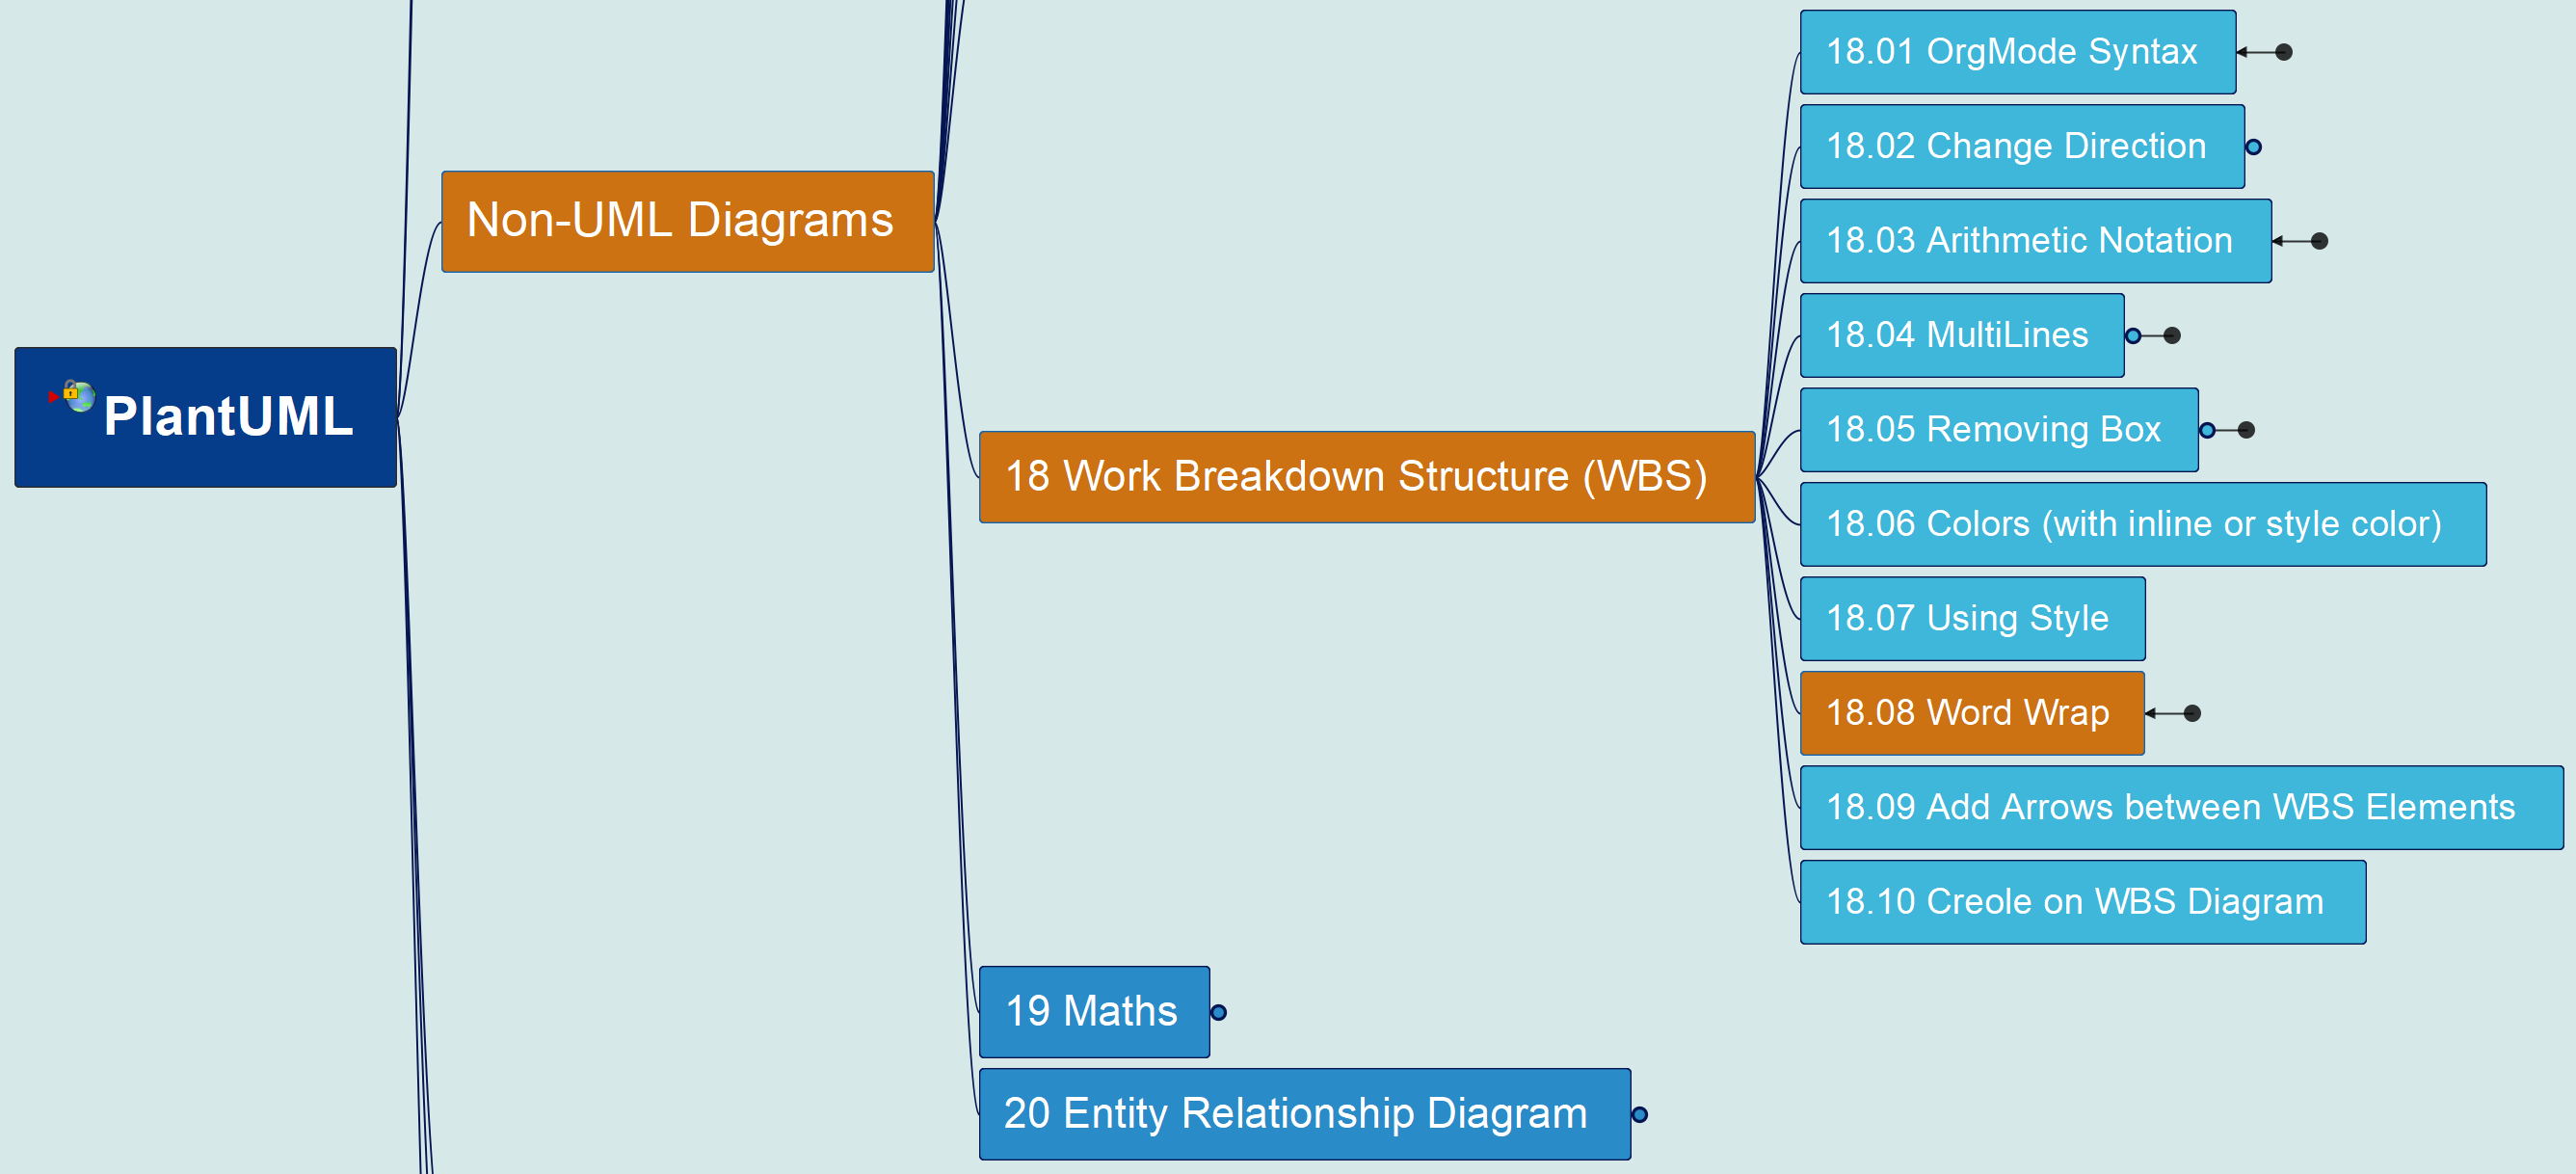 PlantUML
Non-UML Diagrams
18 Work Breakdown Structure (WBS)
18.01 OrgMode Syntax
18.02 Change Direction
18.03 Arithmetic Notation
18.04 MultiLines
18.05 Removing Box
18.06 Colors (with inline or style color)
18.07 Using Style
18.08 Word Wrap
18.09 Add Arrows between WBS Elements
18.10 Creole on WBS Diagram
19 Maths
20 Entity Relationship Diagram